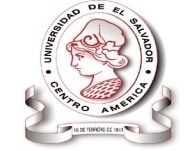 UNIVERSIDAD DE EL SALVADOR
CENTRO AMERICA
16 DE FEBRERO DE 1841